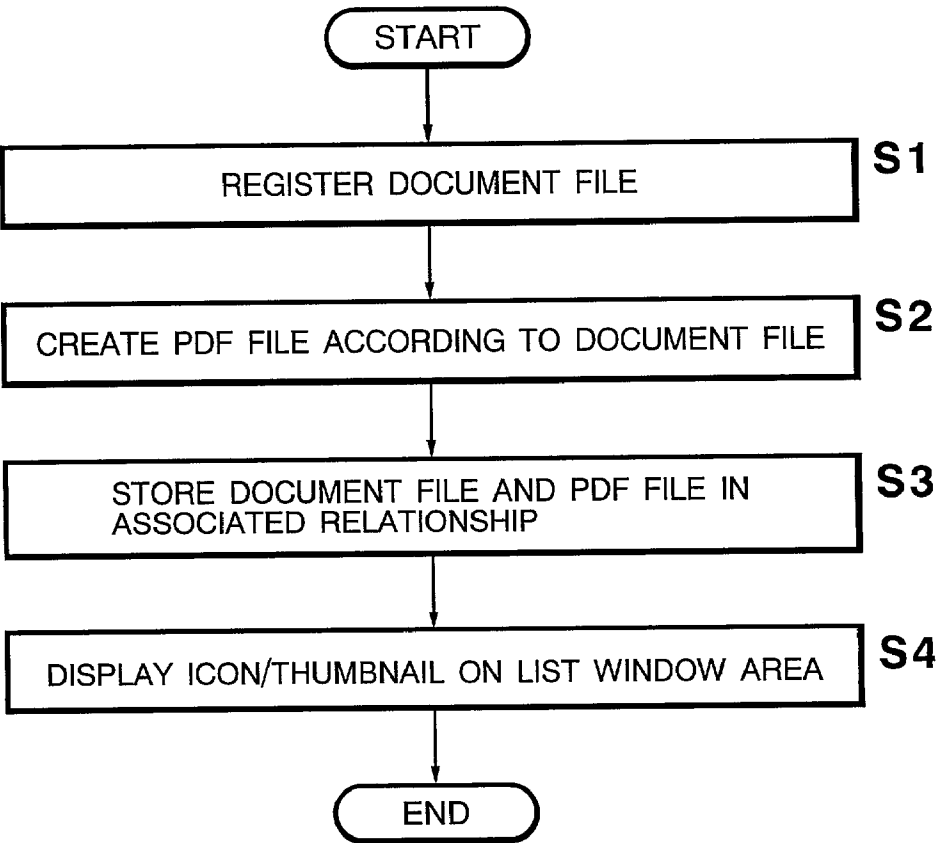 START
REGISTER DOCUMENT FILE
S1
CREATE PDF FILE ACCORDING TO DOCUMENT FILE
S2
STORE DOCUMENT FILE AND PDF FILE IN
ASSOCIATED RELATIONSHIP
S3
DISPLAY ICON/THUMBNAIL ON LIST WINDOW AREA
S4
END